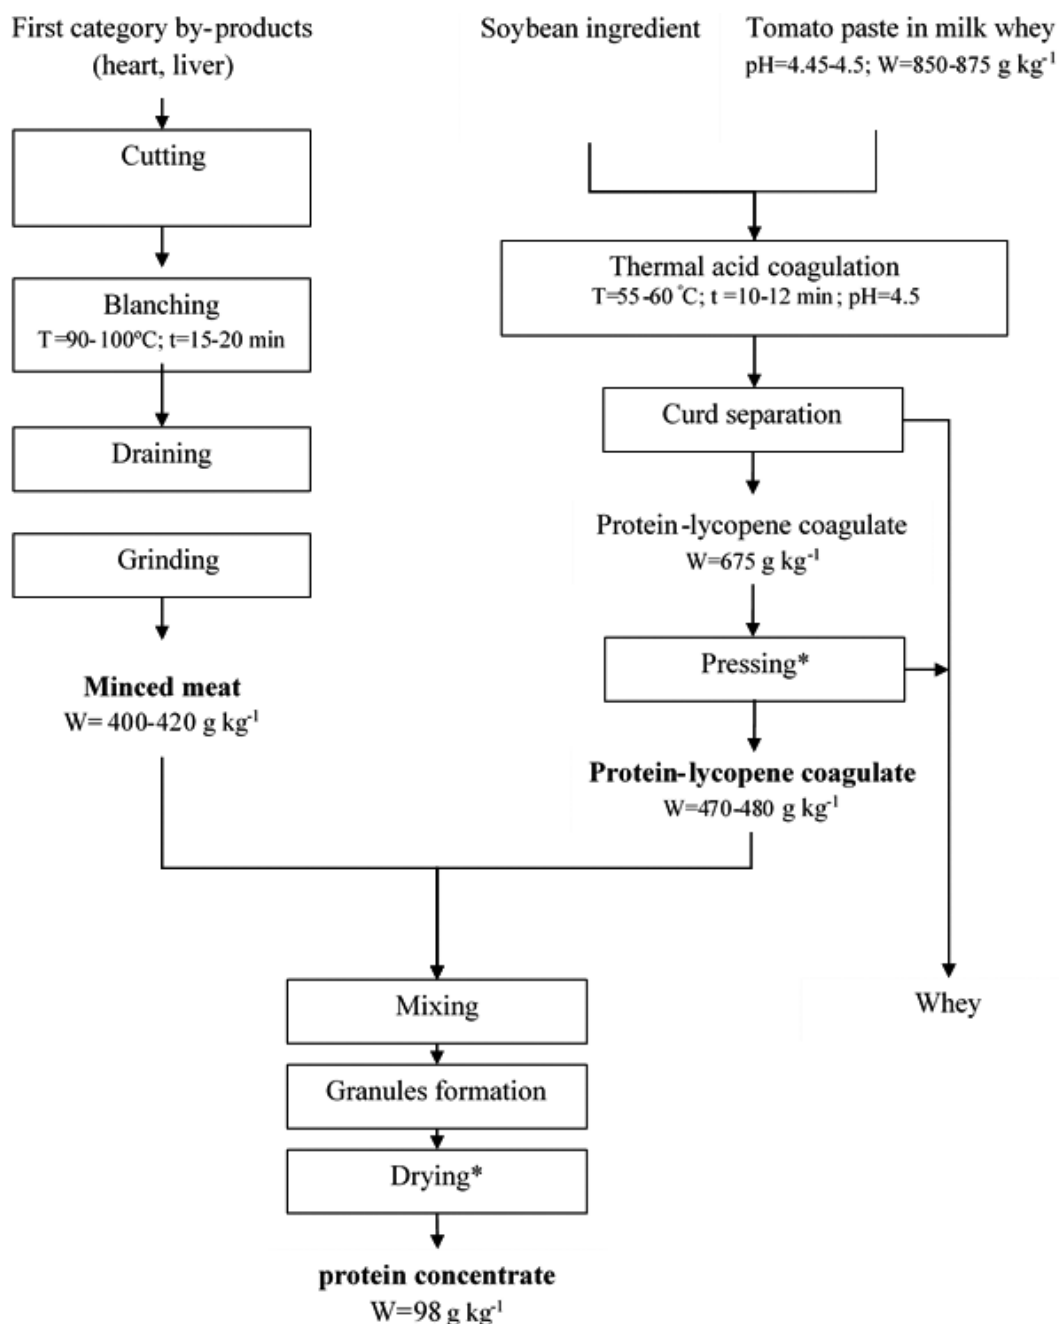 First category by-products
(heart, liver)
Soybean ingredient
Tomato paste in milk whey
pH=4.45-4.5; W=850-875 g kg⁻¹
Cutting
Blanching
T=90-100ºC; t=15-20 min
Draining
Grinding
Minced meat
W= 400-420 g kg⁻¹
Thermal acid coagulation
T=55-60 °C; t =10-12 min; pH=4.5
Curd separation
Protein-lycopene coagulate
W=675 g kg⁻¹
Pressing*
Protein-lycopene coagulate
W=470-480 g kg⁻¹
Whey
Mixing
Granules formation
Drying*
protein concentrate
W=98 g kg⁻¹